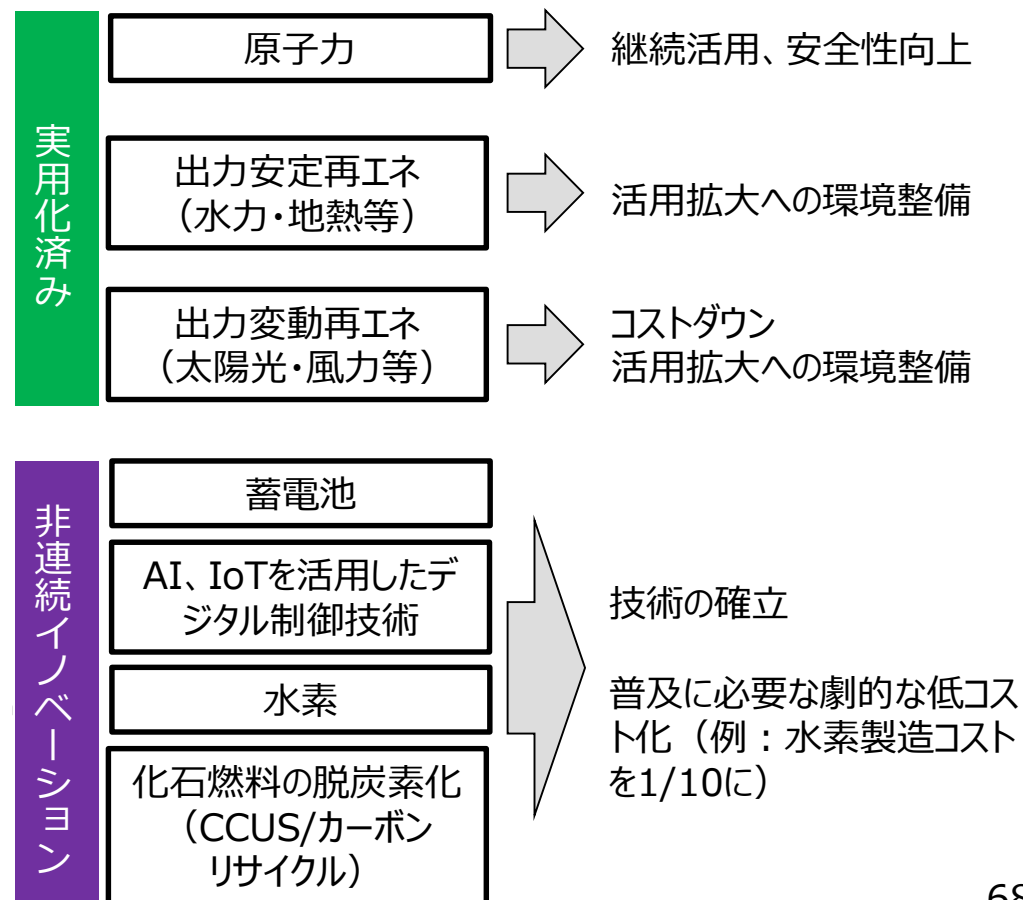 実用化済み
原子力
継続活用、安全性向上
出力安定再エネ
（水力・地熱等）
活用拡大への環境整備
出力変動再エネ
（太陽光・風力等）
コストダウン
活用拡大への環境整備
非連続イノベーション
蓄電池
AI、IoTを活用したデ
ジタル制御技術
水素
化石燃料の脱炭素化
（CCUS/カーボン
リサイクル）
技術の確立
普及に必要な劇的な低コス
ト化（例：水素製造コスト
を1/10に）
68